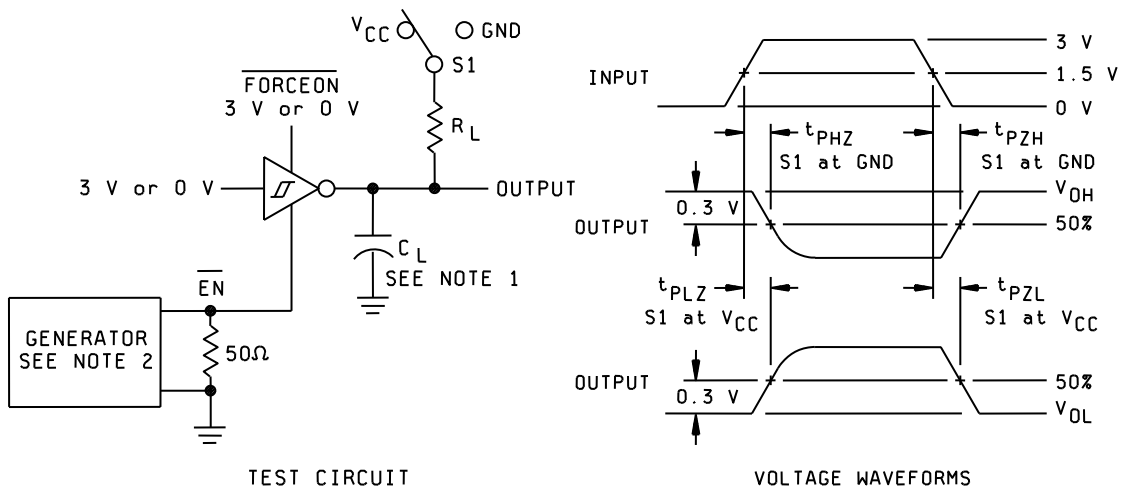 V_CC
GND
S1
FORCEON
3 V or 0 V
R_L
3 V or 0 V
OUTPUT
C_L
SEE NOTE 1
EN
GENERATOR
SEE NOTE 2
50Ω
TEST CIRCUIT
INPUT
3 V
1.5 V
0 V
t_PHZ
S1 at GND
t_PZH
S1 at GND
0.3 V
V_OH
OUTPUT
50%
t_PLZ
S1 at V_CC
t_PZL
S1 at V_CC
OUTPUT
50%
0.3 V
V_OL
VOLTAGE WAVEFORMS